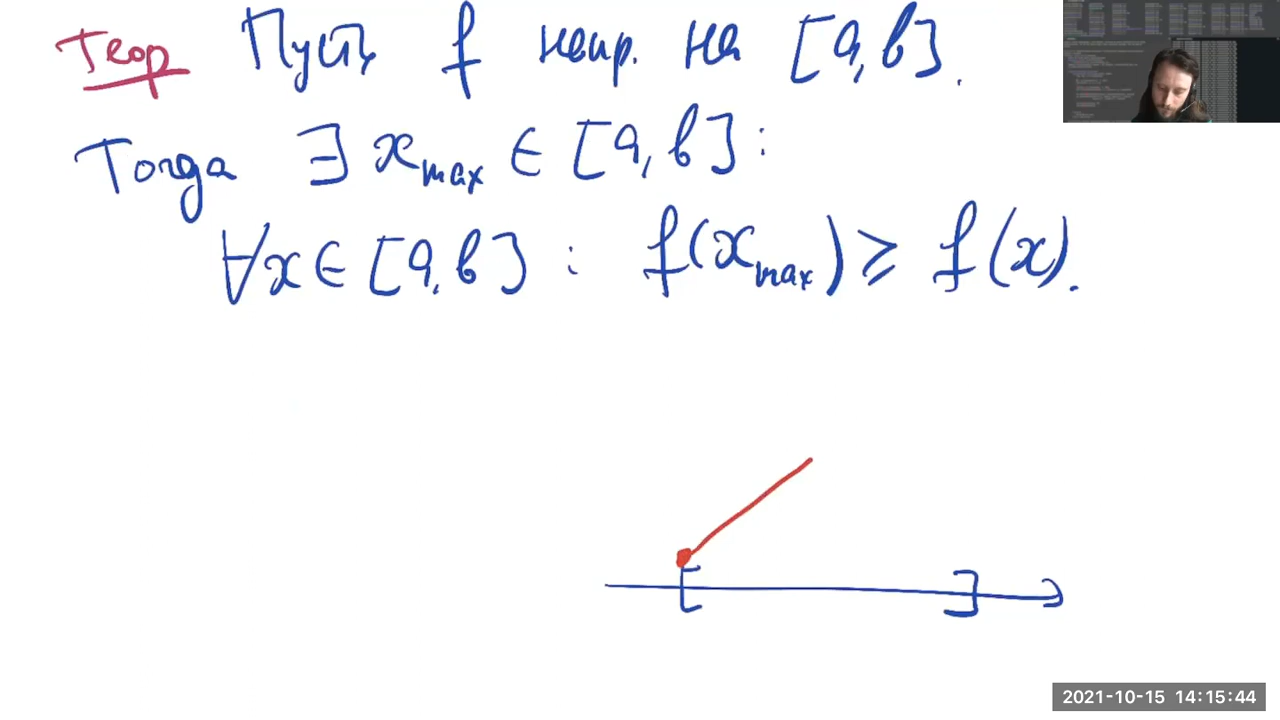 Теор Пусть f непр. на [a,b].
Тогда ∃ x_max ∈ [a,b]:
∀x ∈ [a,b] : f(x_max) ⩾ f(x).
2021-10-15 14:15:44